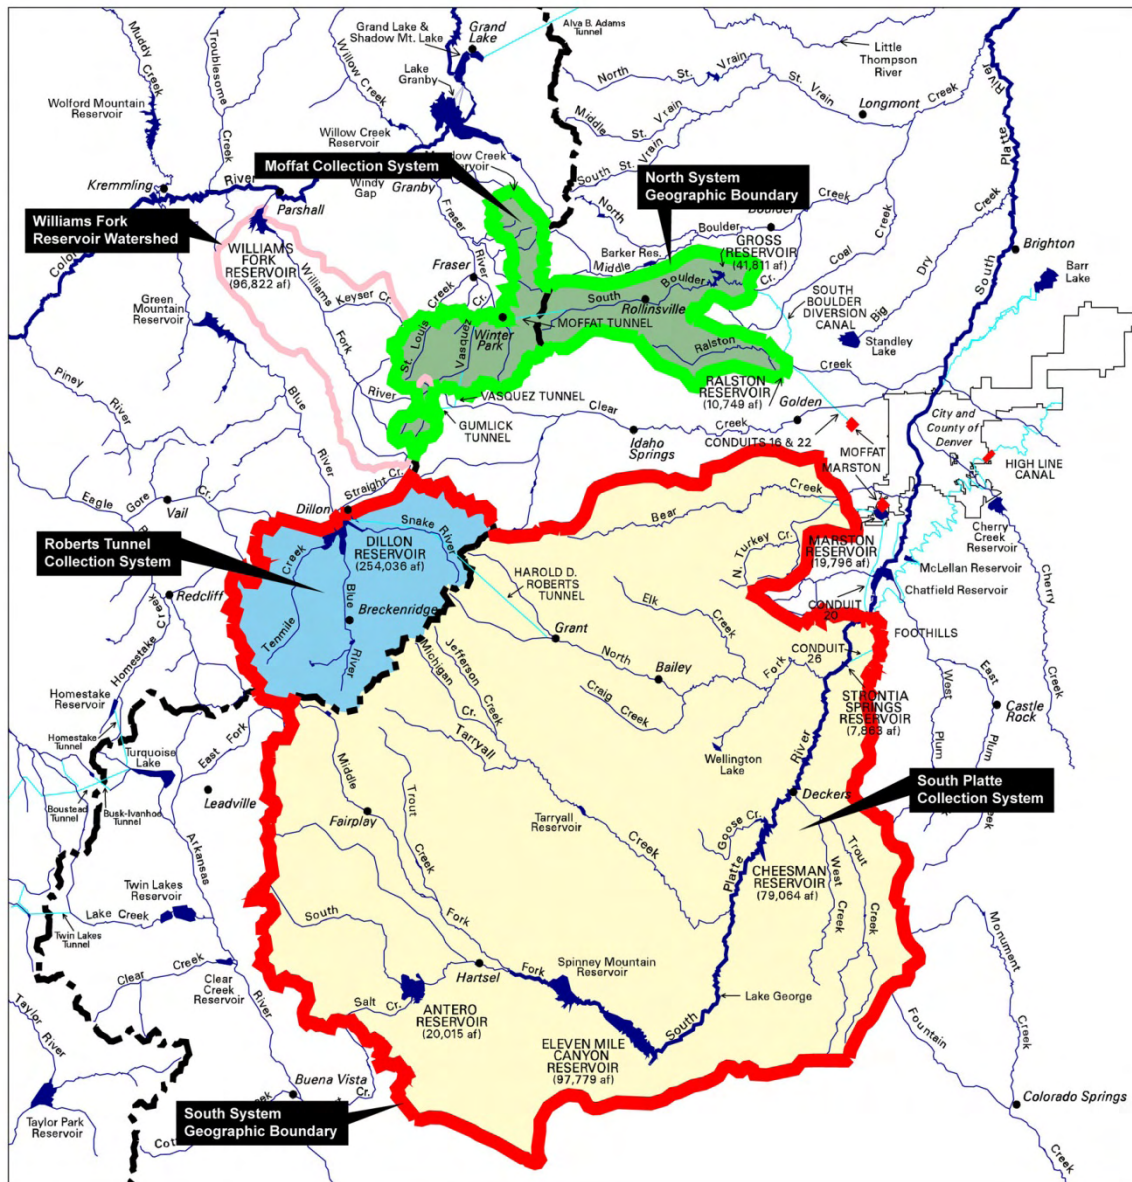 Muddy Creek
Troublesome
Creek
Willow Creek
Grand Lake &
Shadow Mt. Lake
Grand
Lake
Alva B. Adams
Tunnel
Little
Thompson
River
Lake
Granby
North St. Vrain
St. Vrain Creek
Longmont
Middle St. Vrain
South St. Vrain
River
Platte
South
Wolford Mountain
Reservoir
Willow Creek
Reservoir
Moffat Collection System
North System
Geographic Boundary
Kremmling
River
Windy
Gap
Granby
Parshall
Williams Fork
Reservoir Watershed
WILLIAMS
FORK
RESERVOIR
(96,822 af)
Fraser
River
Fraser
North
Boulder
Creek
Barker Res.
Middle
GROSS
RESERVOIR
(41,811 af)
Coal
Creek
Dry
Creek
Big
Brighton
Barr
Lake
Williams
Fork
River
Keyser Cr.
Green
Mountain
Reservoir
St. Louis
Creek
Vasquez
Cr.
Winter
Park
MOFFAT TUNNEL
South
Boulder
Cr.
Rollinsville
SOUTH
BOULDER
DIVERSION
CANAL
Standley
Lake
Ralston
Creek
RALSTON
RESERVOIR
(10,749 af)
Golden
Piney
River
Blue
River
VASQUEZ TUNNEL
GUMLICK
TUNNEL
Clear
Creek
Idaho
Springs
CONDUITS 16 & 22
MOFFAT
MARSTON
City and
County of
Denver
HIGH LINE
CANAL
Eagle
Gore
Cr.
Vail
Straight Cr.
Dillon
Snake River
Bear
Creek
N. Turkey Cr.
MARSTON
RESERVOIR
(19,796 af)
Cherry
Creek
Reservoir
McLellan Reservoir
Chatfield Reservoir
Cherry
Creek
Roberts Tunnel
Collection System
DILLON
RESERVOIR
(254,036 af)
HAROLD D.
ROBERTS
TUNNEL
Redcliff
Homestake
Creek
Tenmile
Creek
Blue
River
Breckenridge
Grant
Elk
Creek
CONDUIT
20
FOOTHILLS
CONDUIT
26
North
Fork
Bailey
Craig
Creek
STRONTIA
SPRINGS
RESERVOIR
(7,863 af)
West
Plum
East
Plum
Creek
Castle
Rock
Michigan
Cr.
Jefferson
Creek
Tarryall
Creek
Homestake
Reservoir
Homestake
Tunnel
Turquoise
Lake
East Fork
Boustead
Tunnel
Busk-Ivanhoe
Tunnel
Leadville
Middle
Fork
Trout
Creek
Fairplay
Wellington
Lake
River
Deckers
South Platte
Collection System
Tarryall
Reservoir
Goose Cr.
Platte
CHEESMAN
RESERVOIR
(79,064 af)
West
Creek
Trout
Creek
Arkansas
River
Twin Lakes
Reservoir
Lake Creek
Twin Lakes
Tunnel
Clear Creek
Clear
Creek
Reservoir
South
Fork
Hartsel
Spinney Mountain
Reservoir
Lake George
Salt Cr.
ANTERO
RESERVOIR
(20,015 af)
ELEVEN MILE
CANYON
RESERVOIR
(97,779 af)
South
Monument
Creek
Fountain
Creek
Colorado Springs
Taylor
River
Taylor Park
Reservoir
Buena Vista
South System
Geographic Boundary